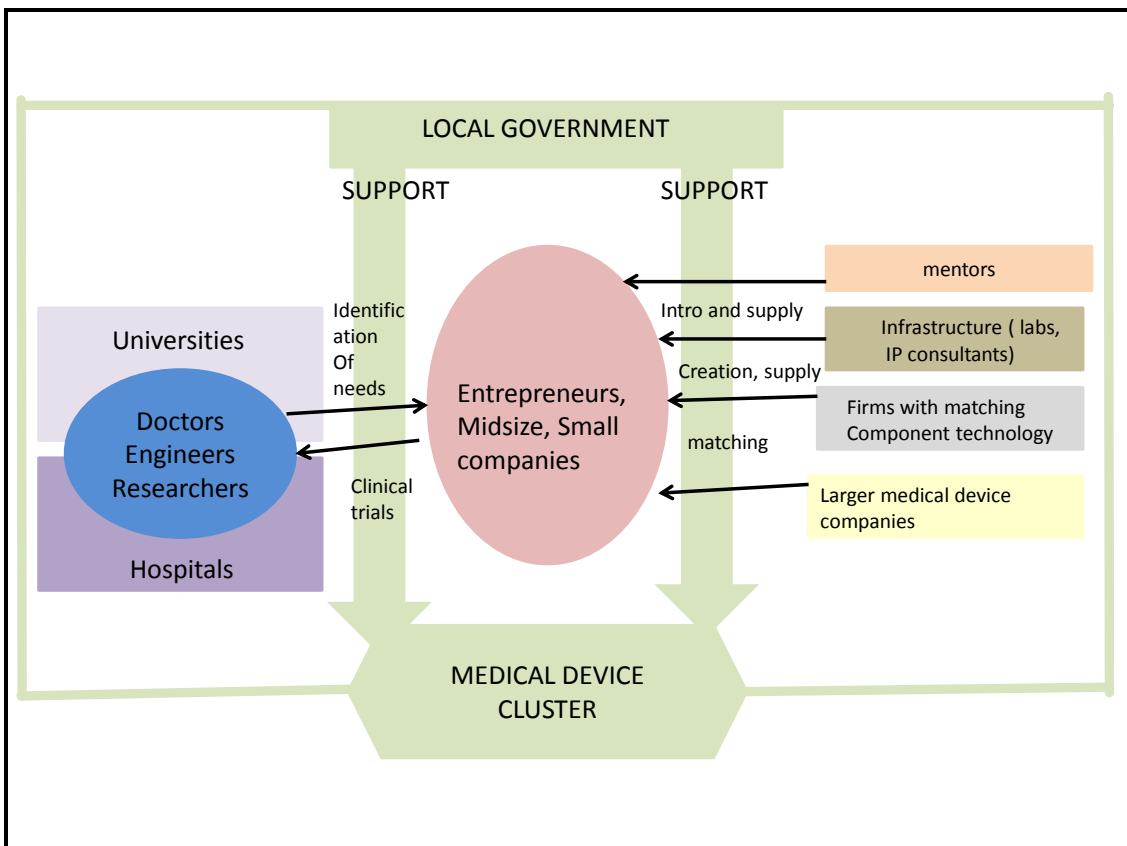 LOCAL GOVERNMENT
SUPPORT
SUPPORT
Universities
Doctors
Engineers
Researchers
Hospitals
Identific
ation
Of
needs
Clinical
trials
Entrepreneurs,
Midsize, Small
companies
Intro and supply
Creation, supply
matching
mentors
Infrastructure ( labs,
IP consultants)
Firms with matching
Component technology
Larger medical device
companies
MEDICAL DEVICE
CLUSTER